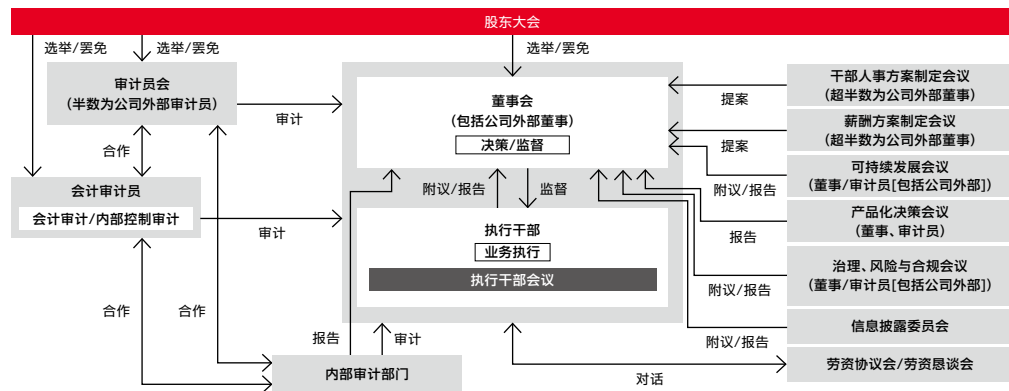 股东大会
选举/罢免
选举/罢免
选举/罢免
审计员会
（半数为公司外部审计员）
审计
合作
会计审计员
会计审计/内部控制审计
审计
合作
合作
董事会
（包括公司外部董事）
决策/监督
附议/报告
监督
执行干部
业务执行
执行干部会议
报告
审计
内部审计部门
提案
提案
附议/报告
报告
附议/报告
附议/报告
对话
干部人事方案制定会议
（超半数为公司外部董事）
薪酬方案制定会议
（超半数为公司外部董事）
可持续发展会议
（董事/审计员[包括公司外部]）
产品化决策会议
（董事、审计员）
治理、风险与合规会议
（董事/审计员[包括公司外部]）
信息披露委员会
劳资协议会/劳资恳谈会